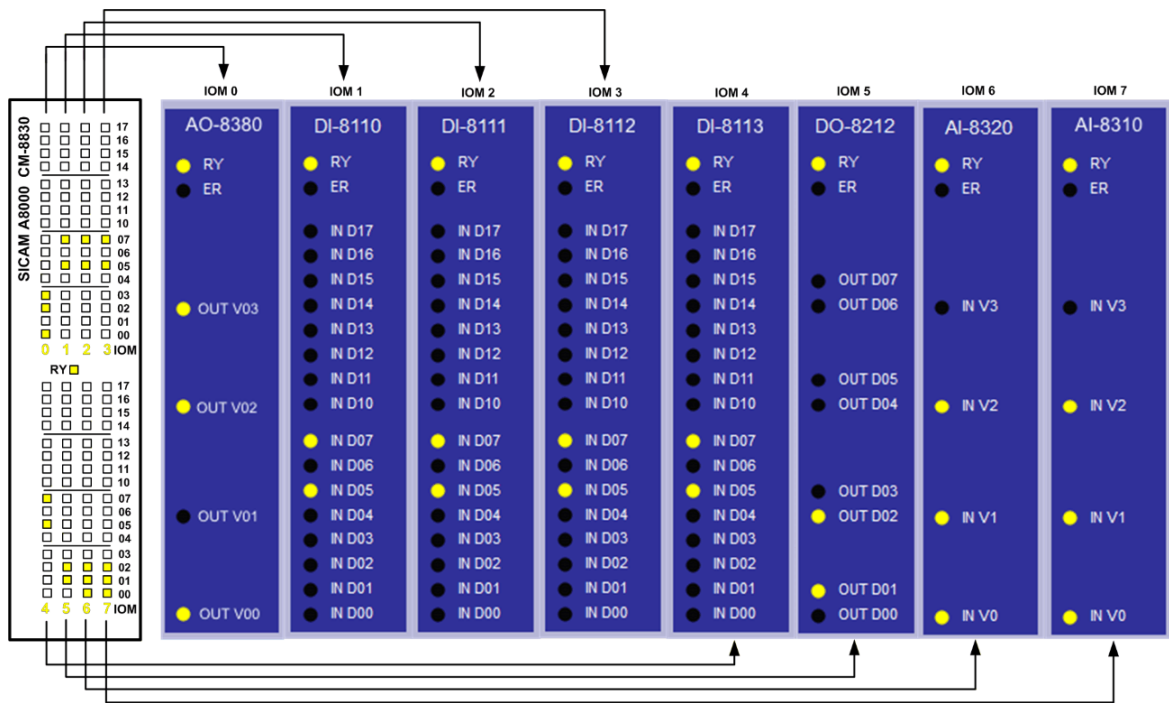 IOM 0
IOM 1
IOM 2
IOM 3
IOM 4
IOM 5
IOM 6
IOM 7
SICAM A8000 CM-8830
17
16
15
14
13
12
11
10
07
06
05
04
03
02
01
00
0 1 2 3 IOM
RY
17
16
15
14
13
12
11
10
07
06
05
04
03
02
01
00
4 5 6 7 IOM
AO-8380
RY
ER
OUT V03
OUT V02
OUT V01
OUT V00
DI-8110
RY
ER
IN D17
IN D16
IN D15
IN D14
IN D13
IN D12
IN D11
IN D10
IN D07
IN D06
IN D05
IN D04
IN D03
IN D02
IN D01
IN D00
DI-8111
RY
ER
IN D17
IN D16
IN D15
IN D14
IN D13
IN D12
IN D11
IN D10
IN D07
IN D06
IN D05
IN D04
IN D03
IN D02
IN D01
IN D00
DI-8112
RY
ER
IN D17
IN D16
IN D15
IN D14
IN D13
IN D12
IN D11
IN D10
IN D07
IN D06
IN D05
IN D04
IN D03
IN D02
IN D01
IN D00
DI-8113
RY
ER
IN D17
IN D16
IN D15
IN D14
IN D13
IN D12
IN D11
IN D10
IN D07
IN D06
IN D05
IN D04
IN D03
IN D02
IN D01
IN D00
DO-8212
RY
ER
OUT D07
OUT D06
OUT D05
OUT D04
OUT D03
OUT D02
OUT D01
OUT D00
AI-8320
RY
ER
IN V3
IN V2
IN V1
IN V0
AI-8310
RY
ER
IN V3
IN V2
IN V1
IN V0